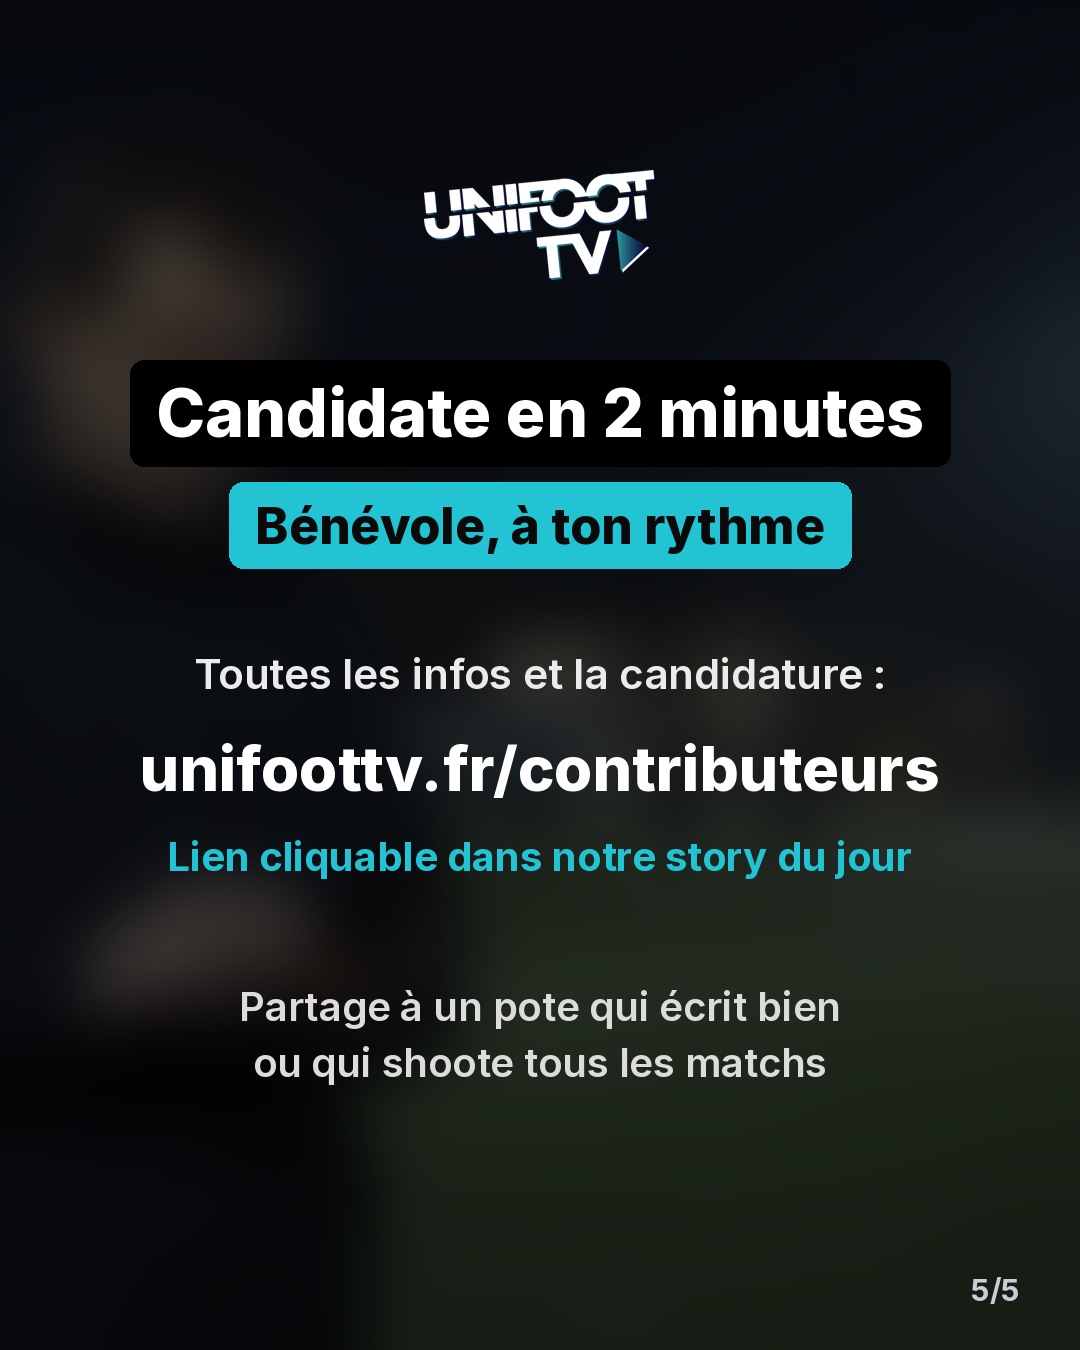 UNIFOOT
TV
Candidate en 2 minutes
Bénévole, à ton rythme
Toutes les infos et la candidature :
unifoottv.fr/contributeurs
Lien cliquable dans notre story du jour
Partage à un pote qui écrit bien
ou qui shoote tous les matchs
5/5